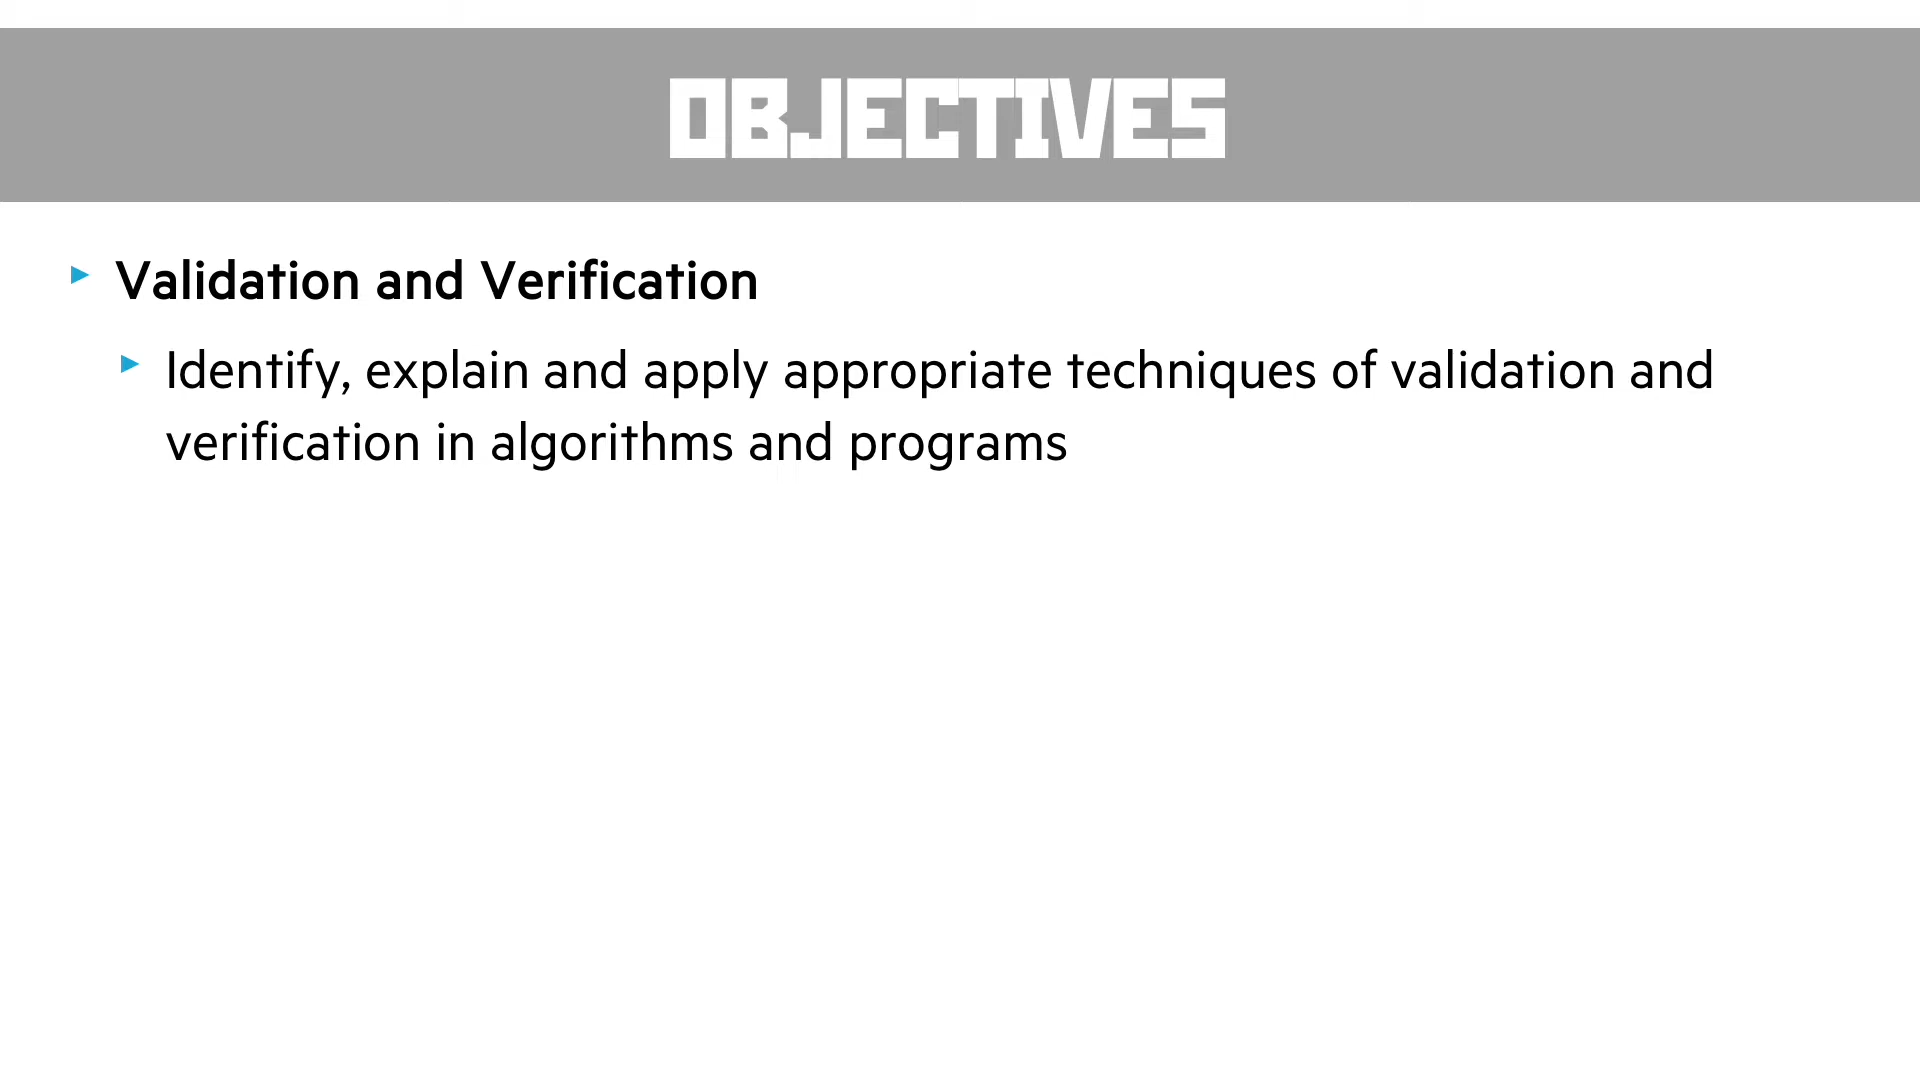 OBJECTIVES
Validation and Verification
Identify, explain and apply appropriate techniques of validation and
verification in algorithms and programs